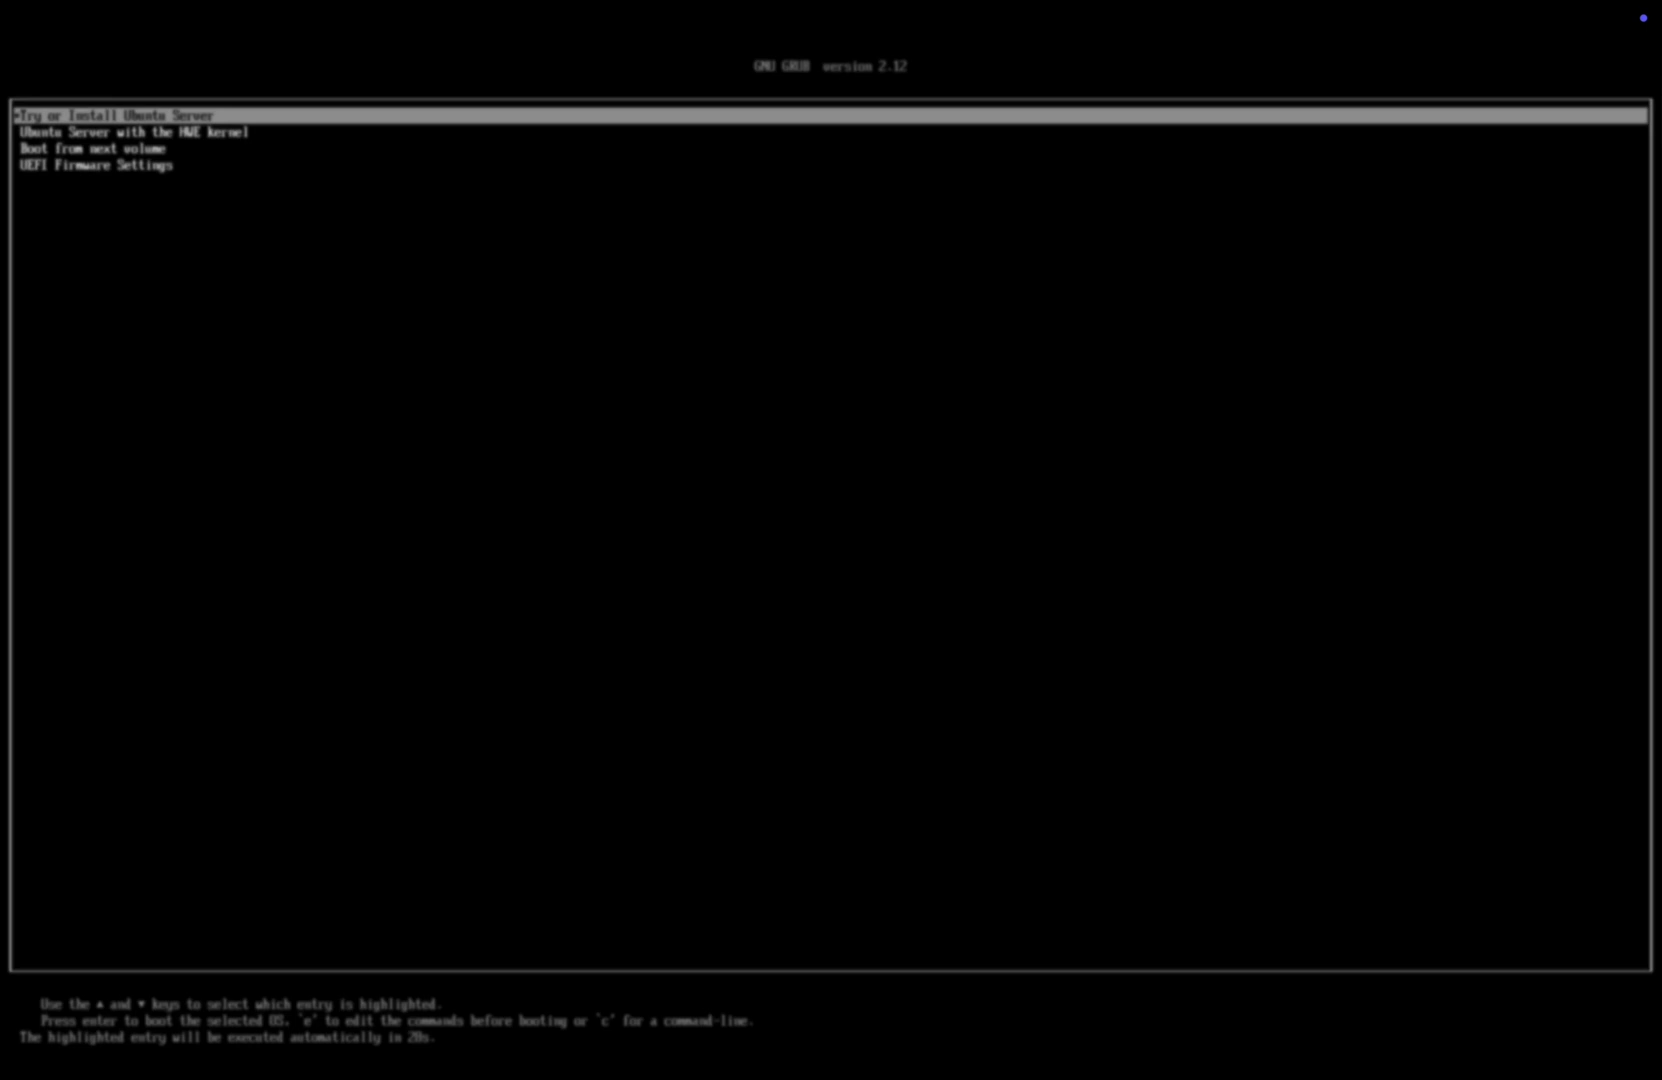 GNU GRUB  version 2.12
*Try or Install Ubuntu Server
Ubuntu Server with the HWE kernel
Boot from next volume
UEFI Firmware Settings
Use the ▲ and ▼ keys to select which entry is highlighted.
Press enter to boot the selected OS, `e' to edit the commands before booting or `c' for a command-line.
The highlighted entry will be executed automatically in 28s.